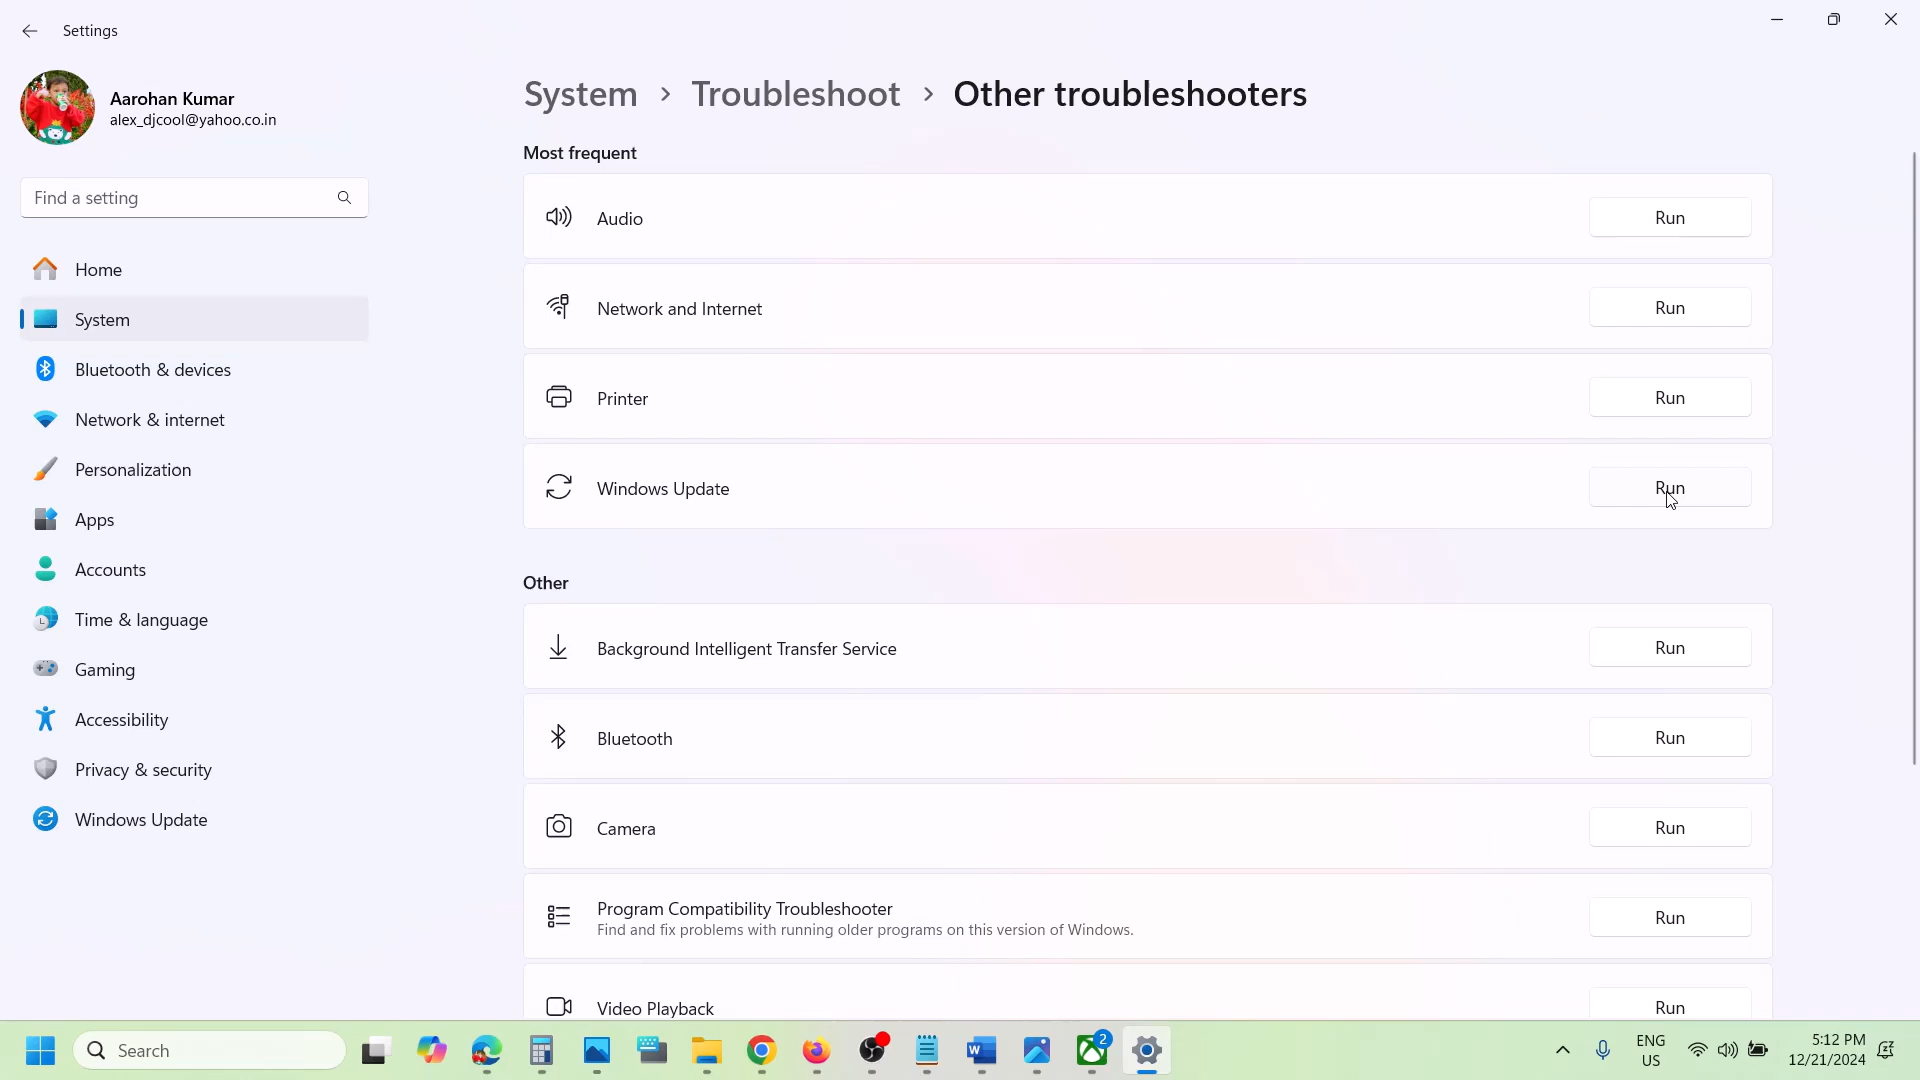 Settings
Aarohan Kumar
alex_djcool@yahoo.co.in
Find a setting
Home
System
Bluetooth & devices
Network & internet
Personalization
Apps
Accounts
Time & language
Gaming
Accessibility
Privacy & security
Windows Update
System > Troubleshoot > Other troubleshooters
Most frequent
Audio Run
Network and Internet Run
Printer Run
Windows Update Run
Other
Background Intelligent Transfer Service Run
Bluetooth Run
Camera Run
Program Compatibility Troubleshooter Run
Find and fix problems with running older programs on this version of Windows.
Video Playback Run
Search
2
ENG
US
5:12 PM
12/21/2024